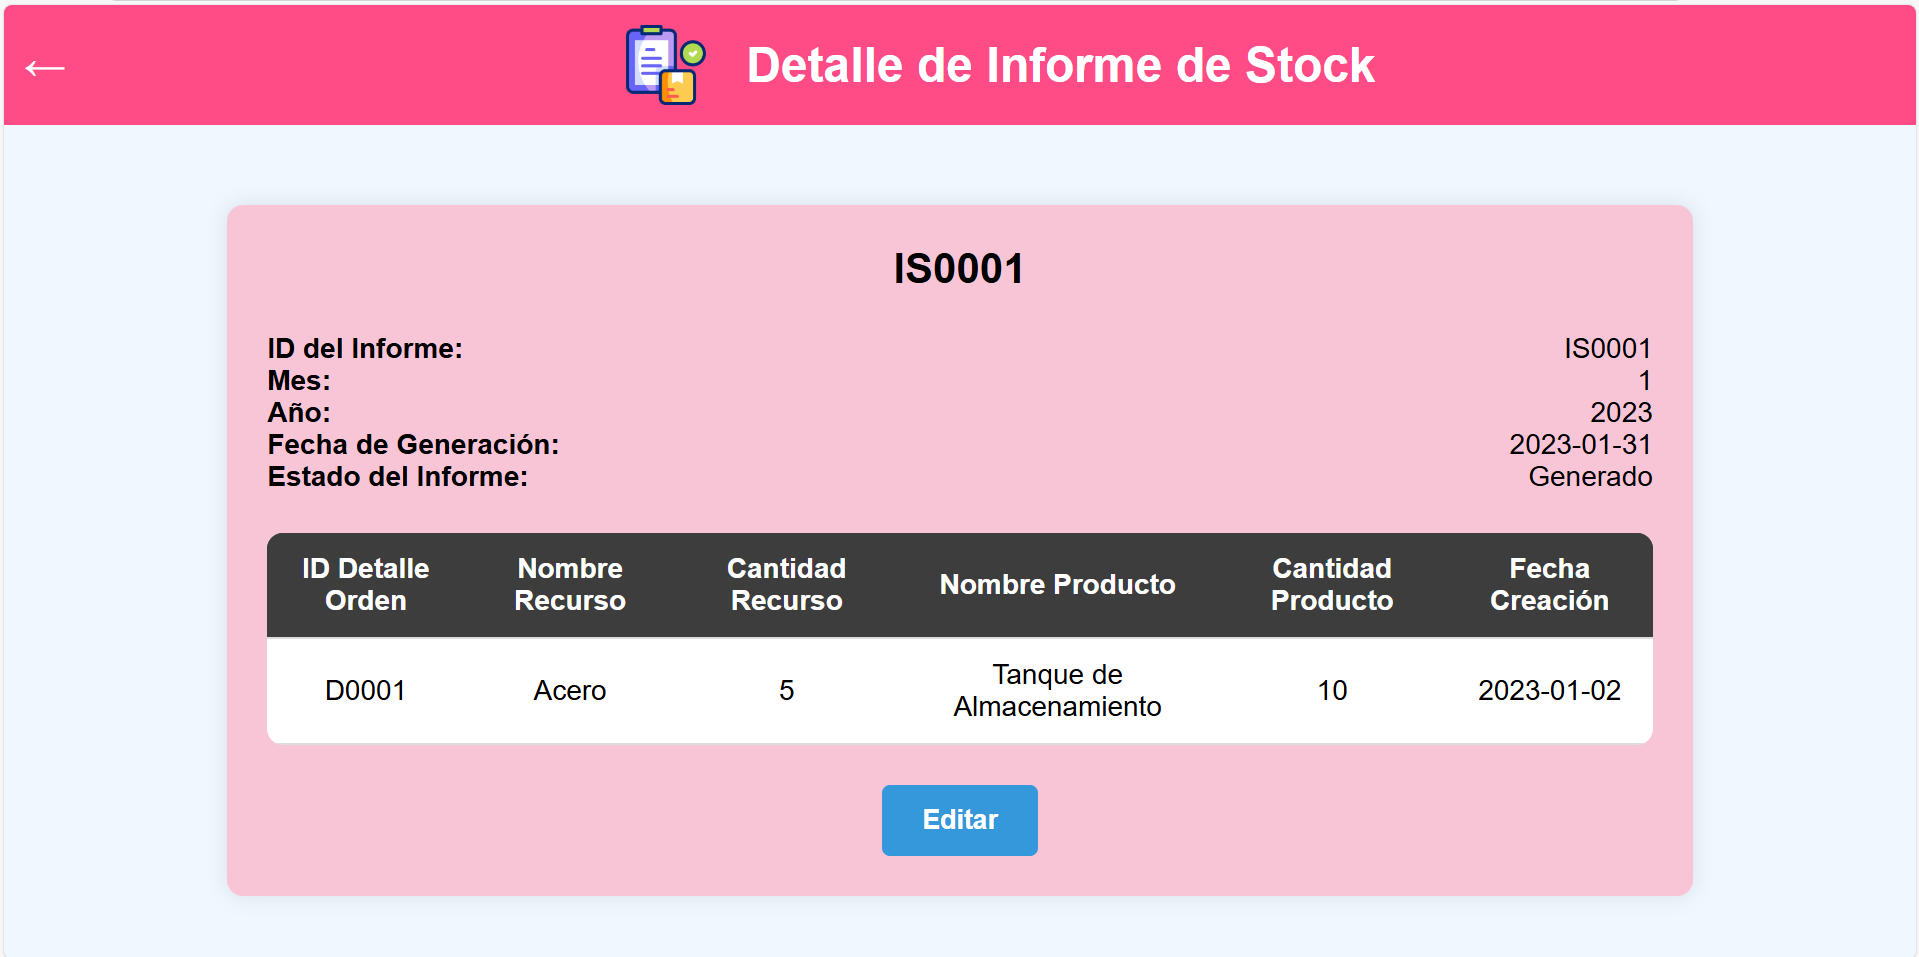 ←
Detalle de Informe de Stock
IS0001
ID del Informe: IS0001
Mes: 1
Año: 2023
Fecha de Generación: 2023-01-31
Estado del Informe: Generado
ID Detalle Orden Nombre Recurso Cantidad Recurso Nombre Producto Cantidad Producto Fecha Creación
D0001 Acero 5 Tanque de Almacenamiento 10 2023-01-02
Editar